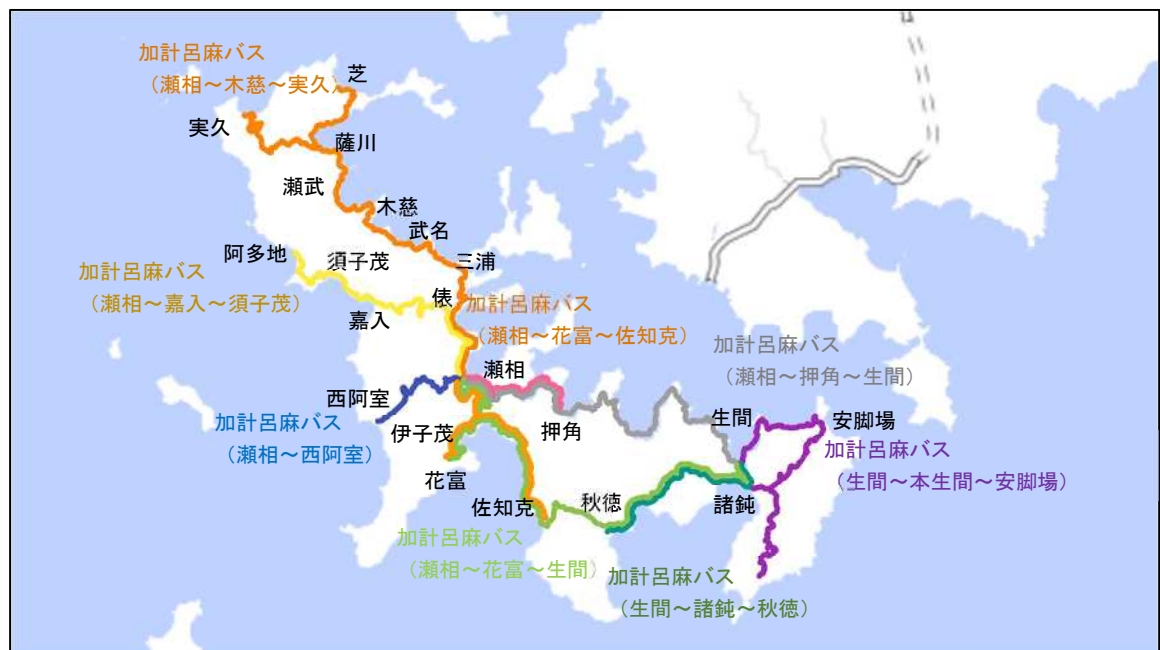 加計呂麻バス
（瀬相～木慈～実久）
芝
実久
薩川
瀬武
木慈
武名
阿多地
須子茂
三浦
加計呂麻バス
（瀬相～嘉入～須子茂）
俵
嘉入
加計呂麻バス
（瀬相～花富～佐知克）
加計呂麻バス
（瀬相～押角～生間）
瀬相
西阿室
加計呂麻バス
（瀬相～西阿室）
伊子茂
押角
生間
安脚場
加計呂麻バス
（生間～本生間～安脚場）
花富
佐知克
秋徳
諸鈍
加計呂麻バス
（瀬相～花富～生間）
加計呂麻バス
（生間～諸鈍～秋徳）